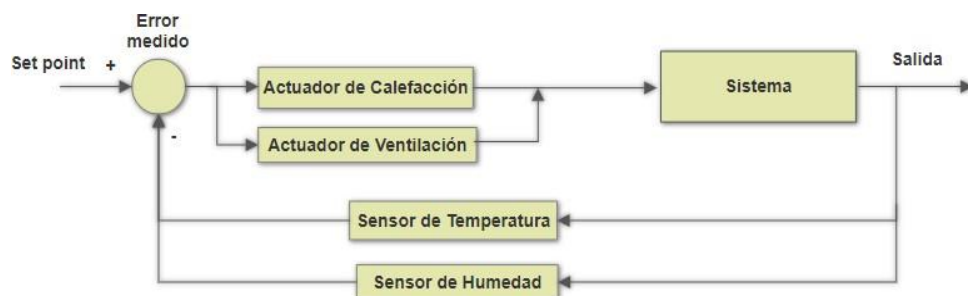 Error
medido
Set point
+
Actuador de Calefacción
Sistema
Salida
-
Actuador de Ventilación
Sensor de Temperatura
Sensor de Humedad